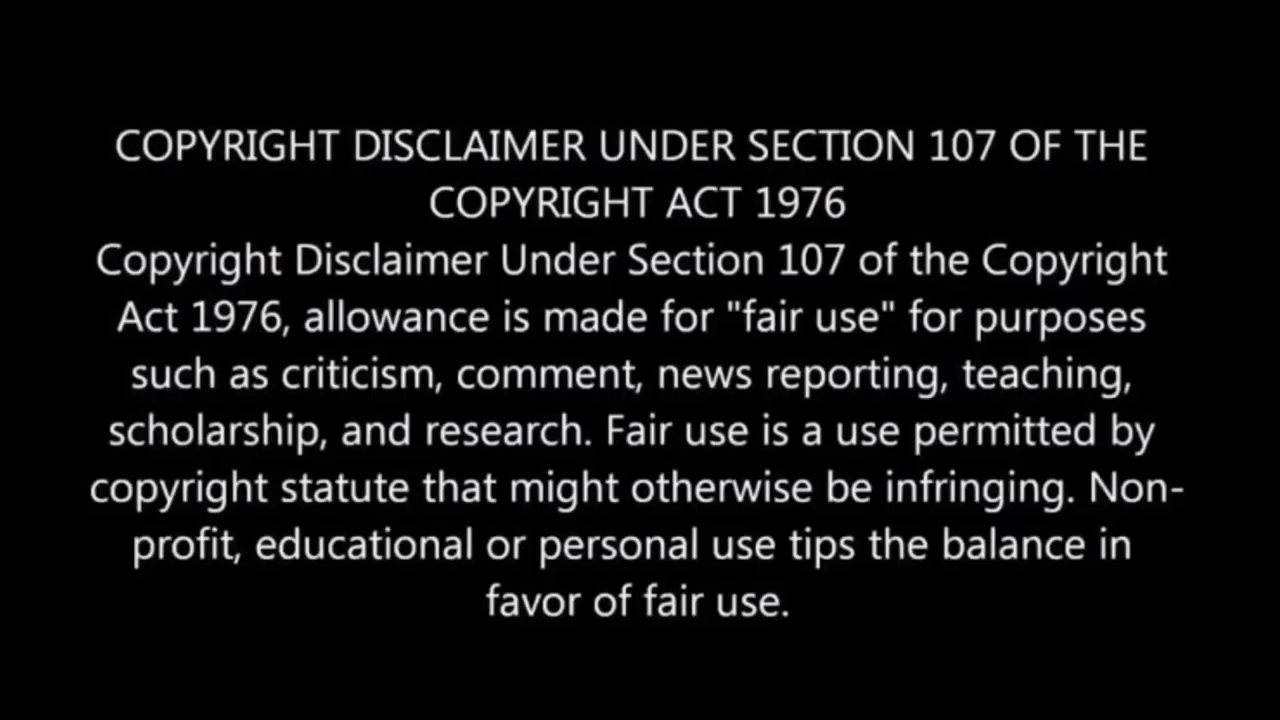 COPYRIGHT DISCLAIMER UNDER SECTION 107 OF THE
COPYRIGHT ACT 1976
Copyright Disclaimer Under Section 107 of the Copyright
Act 1976, allowance is made for "fair use" for purposes
such as criticism, comment, news reporting, teaching,
scholarship, and research. Fair use is a use permitted by
copyright statute that might otherwise be infringing. Non-
profit, educational or personal use tips the balance in
favor of fair use.